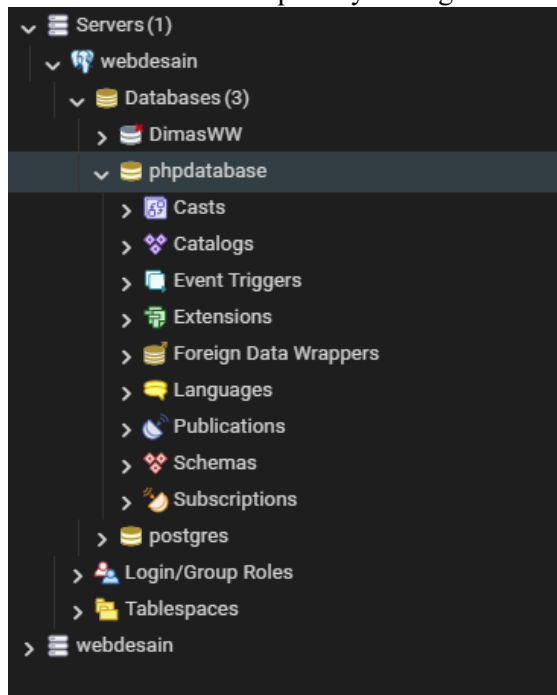 Servers (1)
webdesain
Databases (3)
DimasWW
phpdatabase
Casts
Catalogs
Event Triggers
Extensions
Foreign Data Wrappers
Languages
Publications
Schemas
Subscriptions
postgres
Login/Group Roles
Tablespaces
webdesain